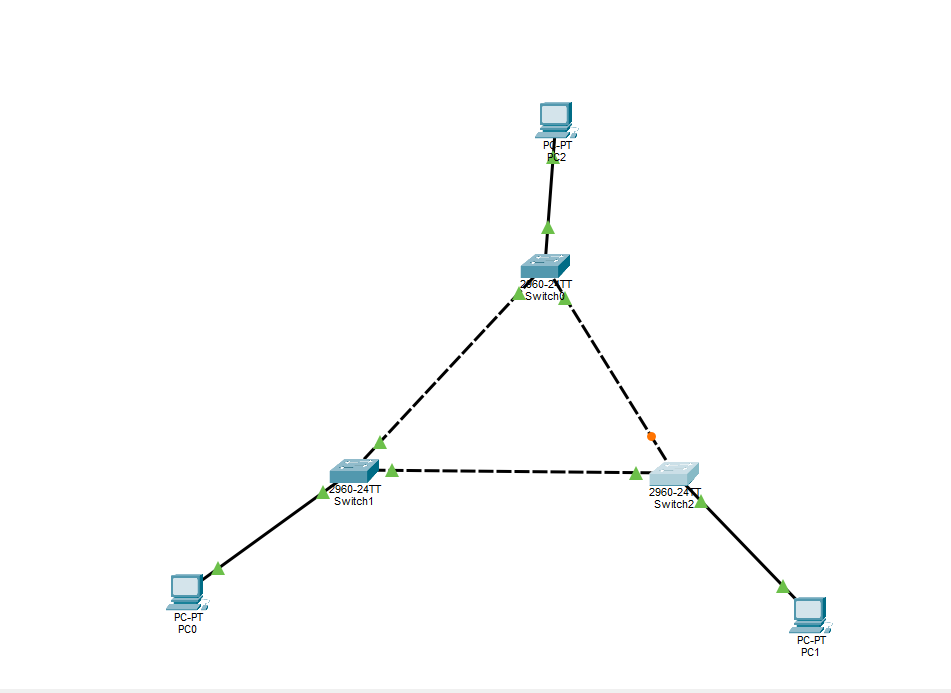 PC-PT
PC2
2960-24TT
Switch0
2960-24TT
Switch1
2960-24TT
Switch2
PC-PT
PC0
PC-PT
PC1